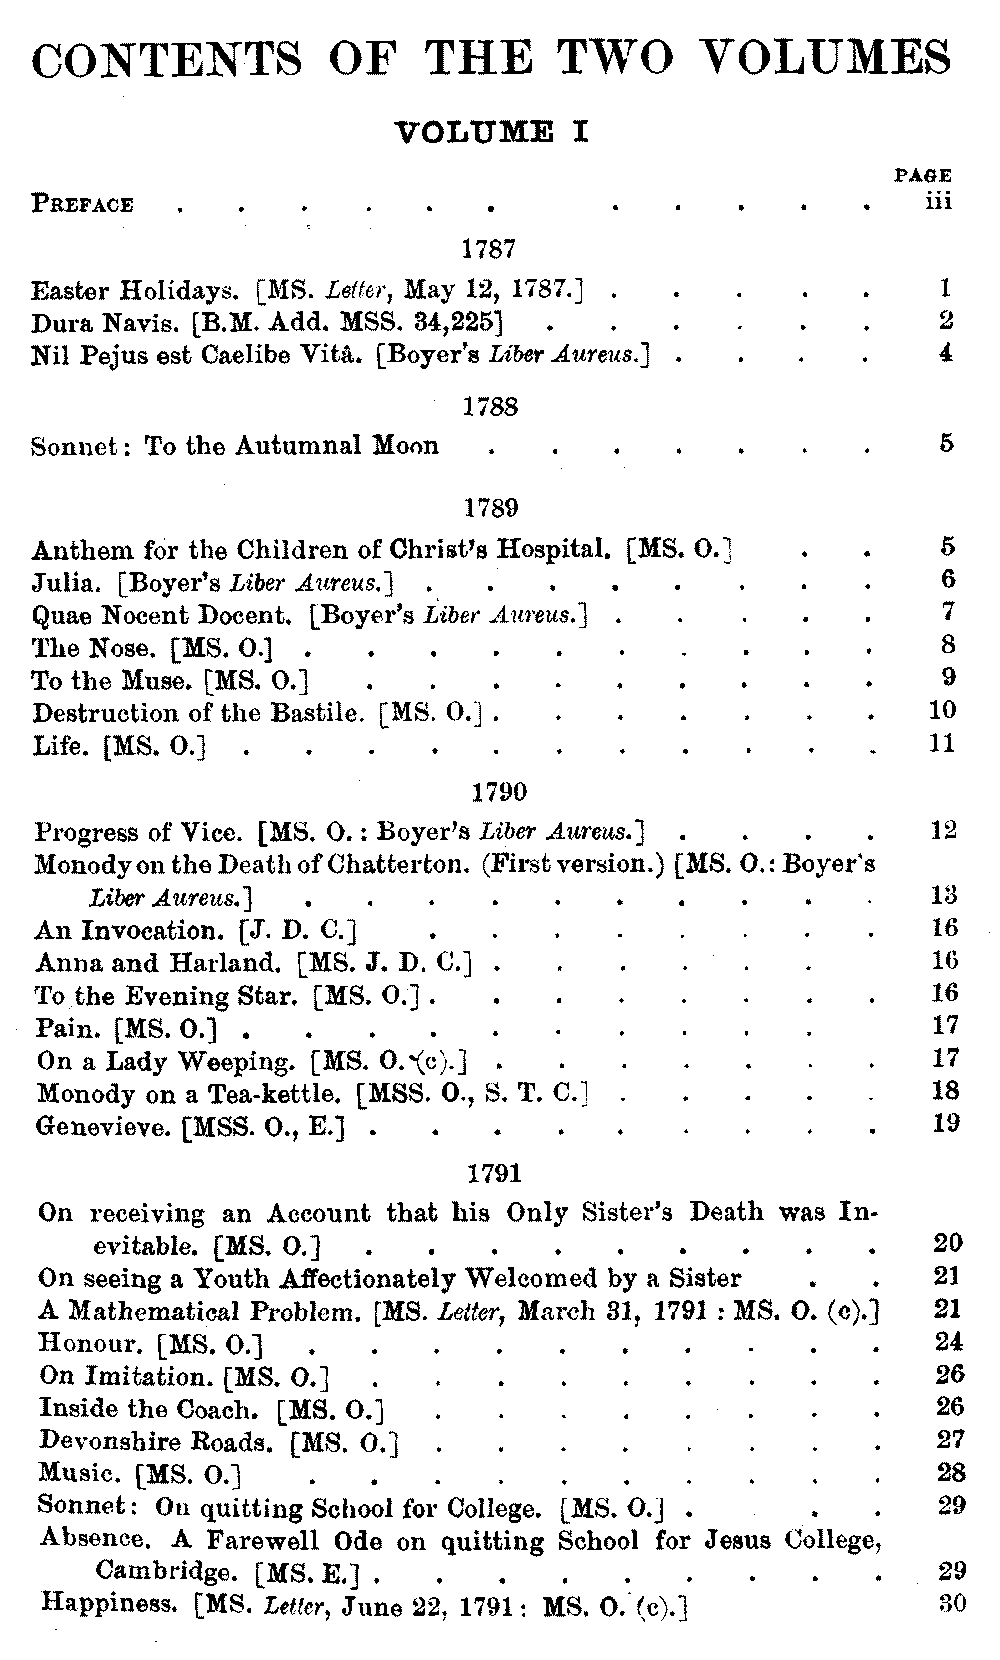 CONTENTS OF THE TWO VOLUMES
VOLUME I
PAGE
PREFACE . . . . . . . . . . . iii
1787
Easter Holidays. [MS. Letter, May 12, 1787.] . . . . . 1
Dura Navis. [B.M. Add. MSS. 34,225] . . . . . . 2
Nil Pejus est Caelibe Vitâ. [Boyer's Liber Aureus.] . . . . 4
1788
Sonnet: To the Autumnal Moon . . . . . . . 5
1789
Anthem for the Children of Christ's Hospital. [MS. O.] . . 5
Julia. [Boyer's Liber Aureus.] . . . . . . . . 6
Quae Nocent Docent. [Boyer's Liber Aureus.] . . . . . 7
The Nose. [MS. O.] . . . . . . . . . . 8
To the Muse. [MS. O.] . . . . . . . . . 9
Destruction of the Bastile. [MS. O.] . . . . . . . 10
Life. [MS. O.] . . . . . . . . . . . 11
1790
Progress of Vice. [MS. O. : Boyer's Liber Aureus.] . . . . 12
Monody on the Death of Chatterton. (First version.) [MS. O.: Boyer's
Liber Aureus.] . . . . . . . . . . 13
An Invocation. [J. D. C.] . . . . . . . . 16
Anna and Harland. [MS. J. D. C.] . . . . . . 16
To the Evening Star. [MS. O.] . . . . . . . . 16
Pain. [MS. O.] . . . . . . . . . . 17
On a Lady Weeping. [MS. O. (c).] . . . . . . . 17
Monody on a Tea-kettle. [MSS. O., S. T. C.] . . . . . 18
Genevieve. [MSS. O., E.] . . . . . . . . . 19
1791
On receiving an Account that his Only Sister's Death was In-
evitable. [MS. O.] . . . . . . . . . 20
On seeing a Youth Affectionately Welcomed by a Sister . . 21
A Mathematical Problem. [MS. Letter, March 31, 1791 : MS. O. (c).] 21
Honour. [MS. O.] . . . . . . . . . . 24
On Imitation. [MS. O.] . . . . . . . . . 26
Inside the Coach. [MS. O.] . . . . . . . . 26
Devonshire Roads. [MS. O.] . . . . . . . . 27
Music. [MS. O.] . . . . . . . . . . 28
Sonnet: On quitting School for College. [MS. O.] . . . . 29
Absence. A Farewell Ode on quitting School for Jesus College,
Cambridge. [MS. E.] . . . . . . . . . 29
Happiness. [MS. Letter, June 22, 1791: MS. O. (c).] 30